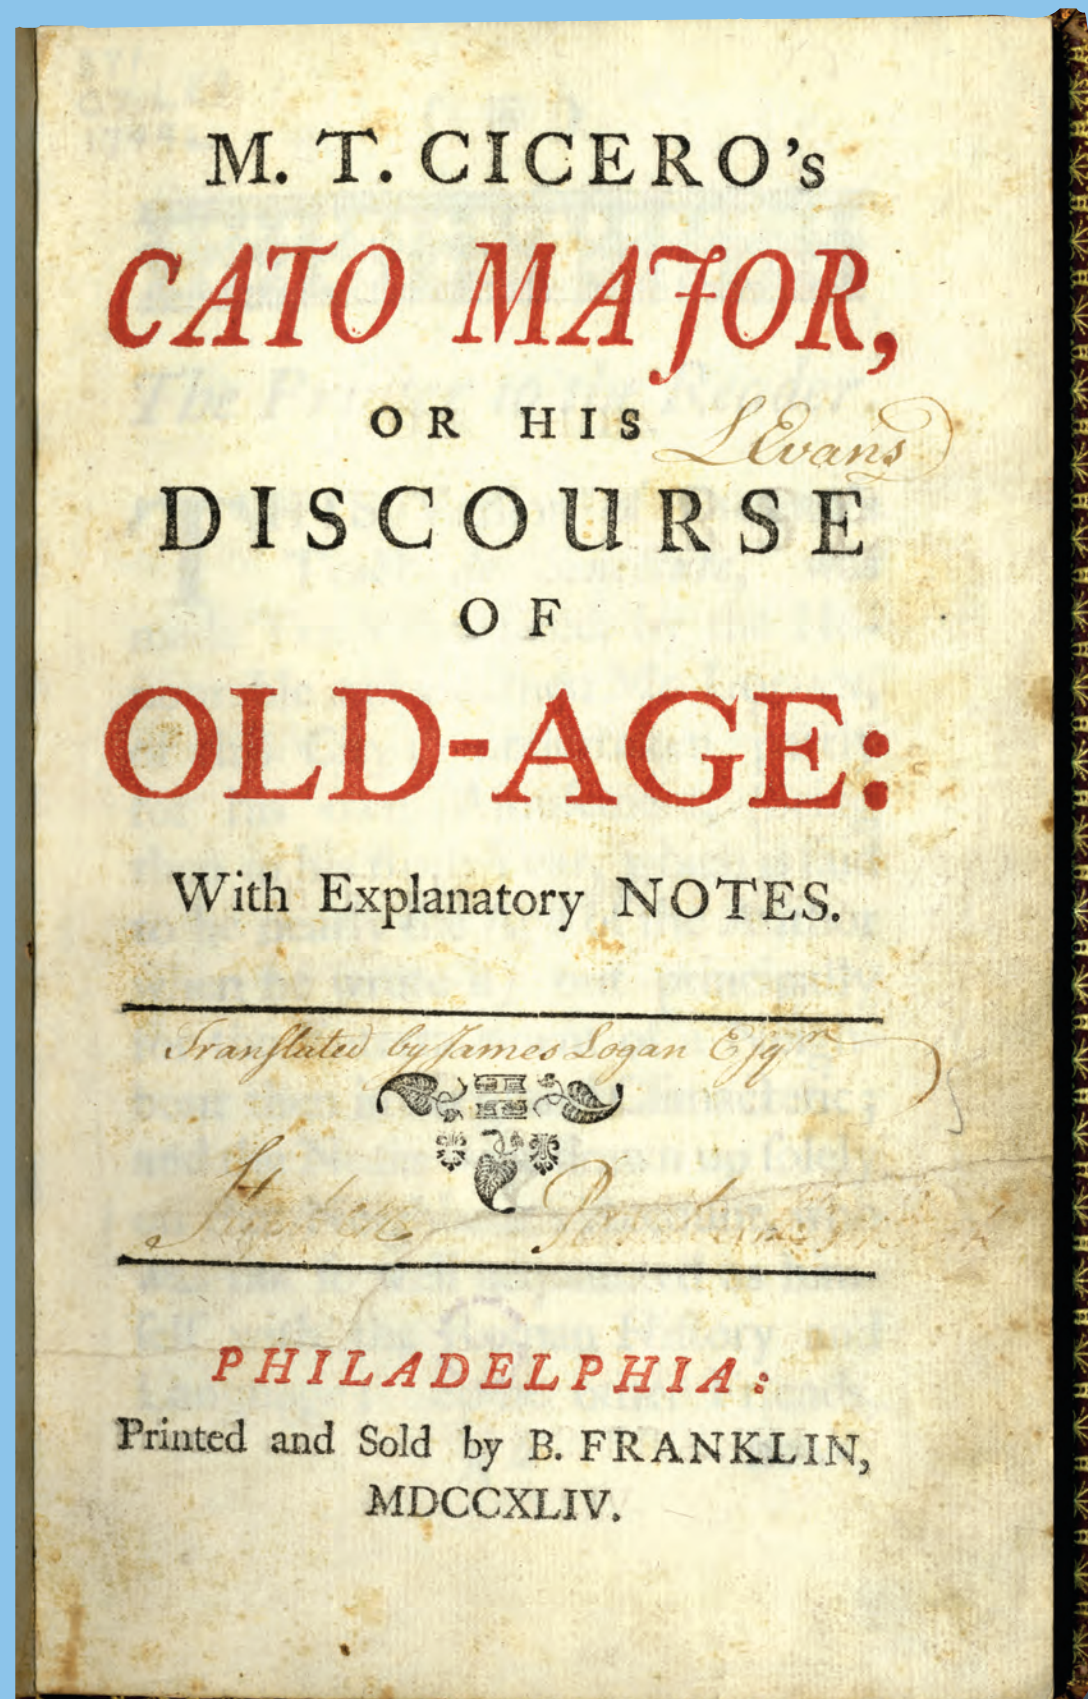 M. T. CICERO's
CATO MAJOR,
OR HIS
L Evans
DISCOURSE
OF
OLD-AGE:
With Explanatory NOTES.
Tranſlated by James Logan Eſqr
PHILADELPHIA:
Printed and Sold by B. FRANKLIN,
MDCCXLIV.